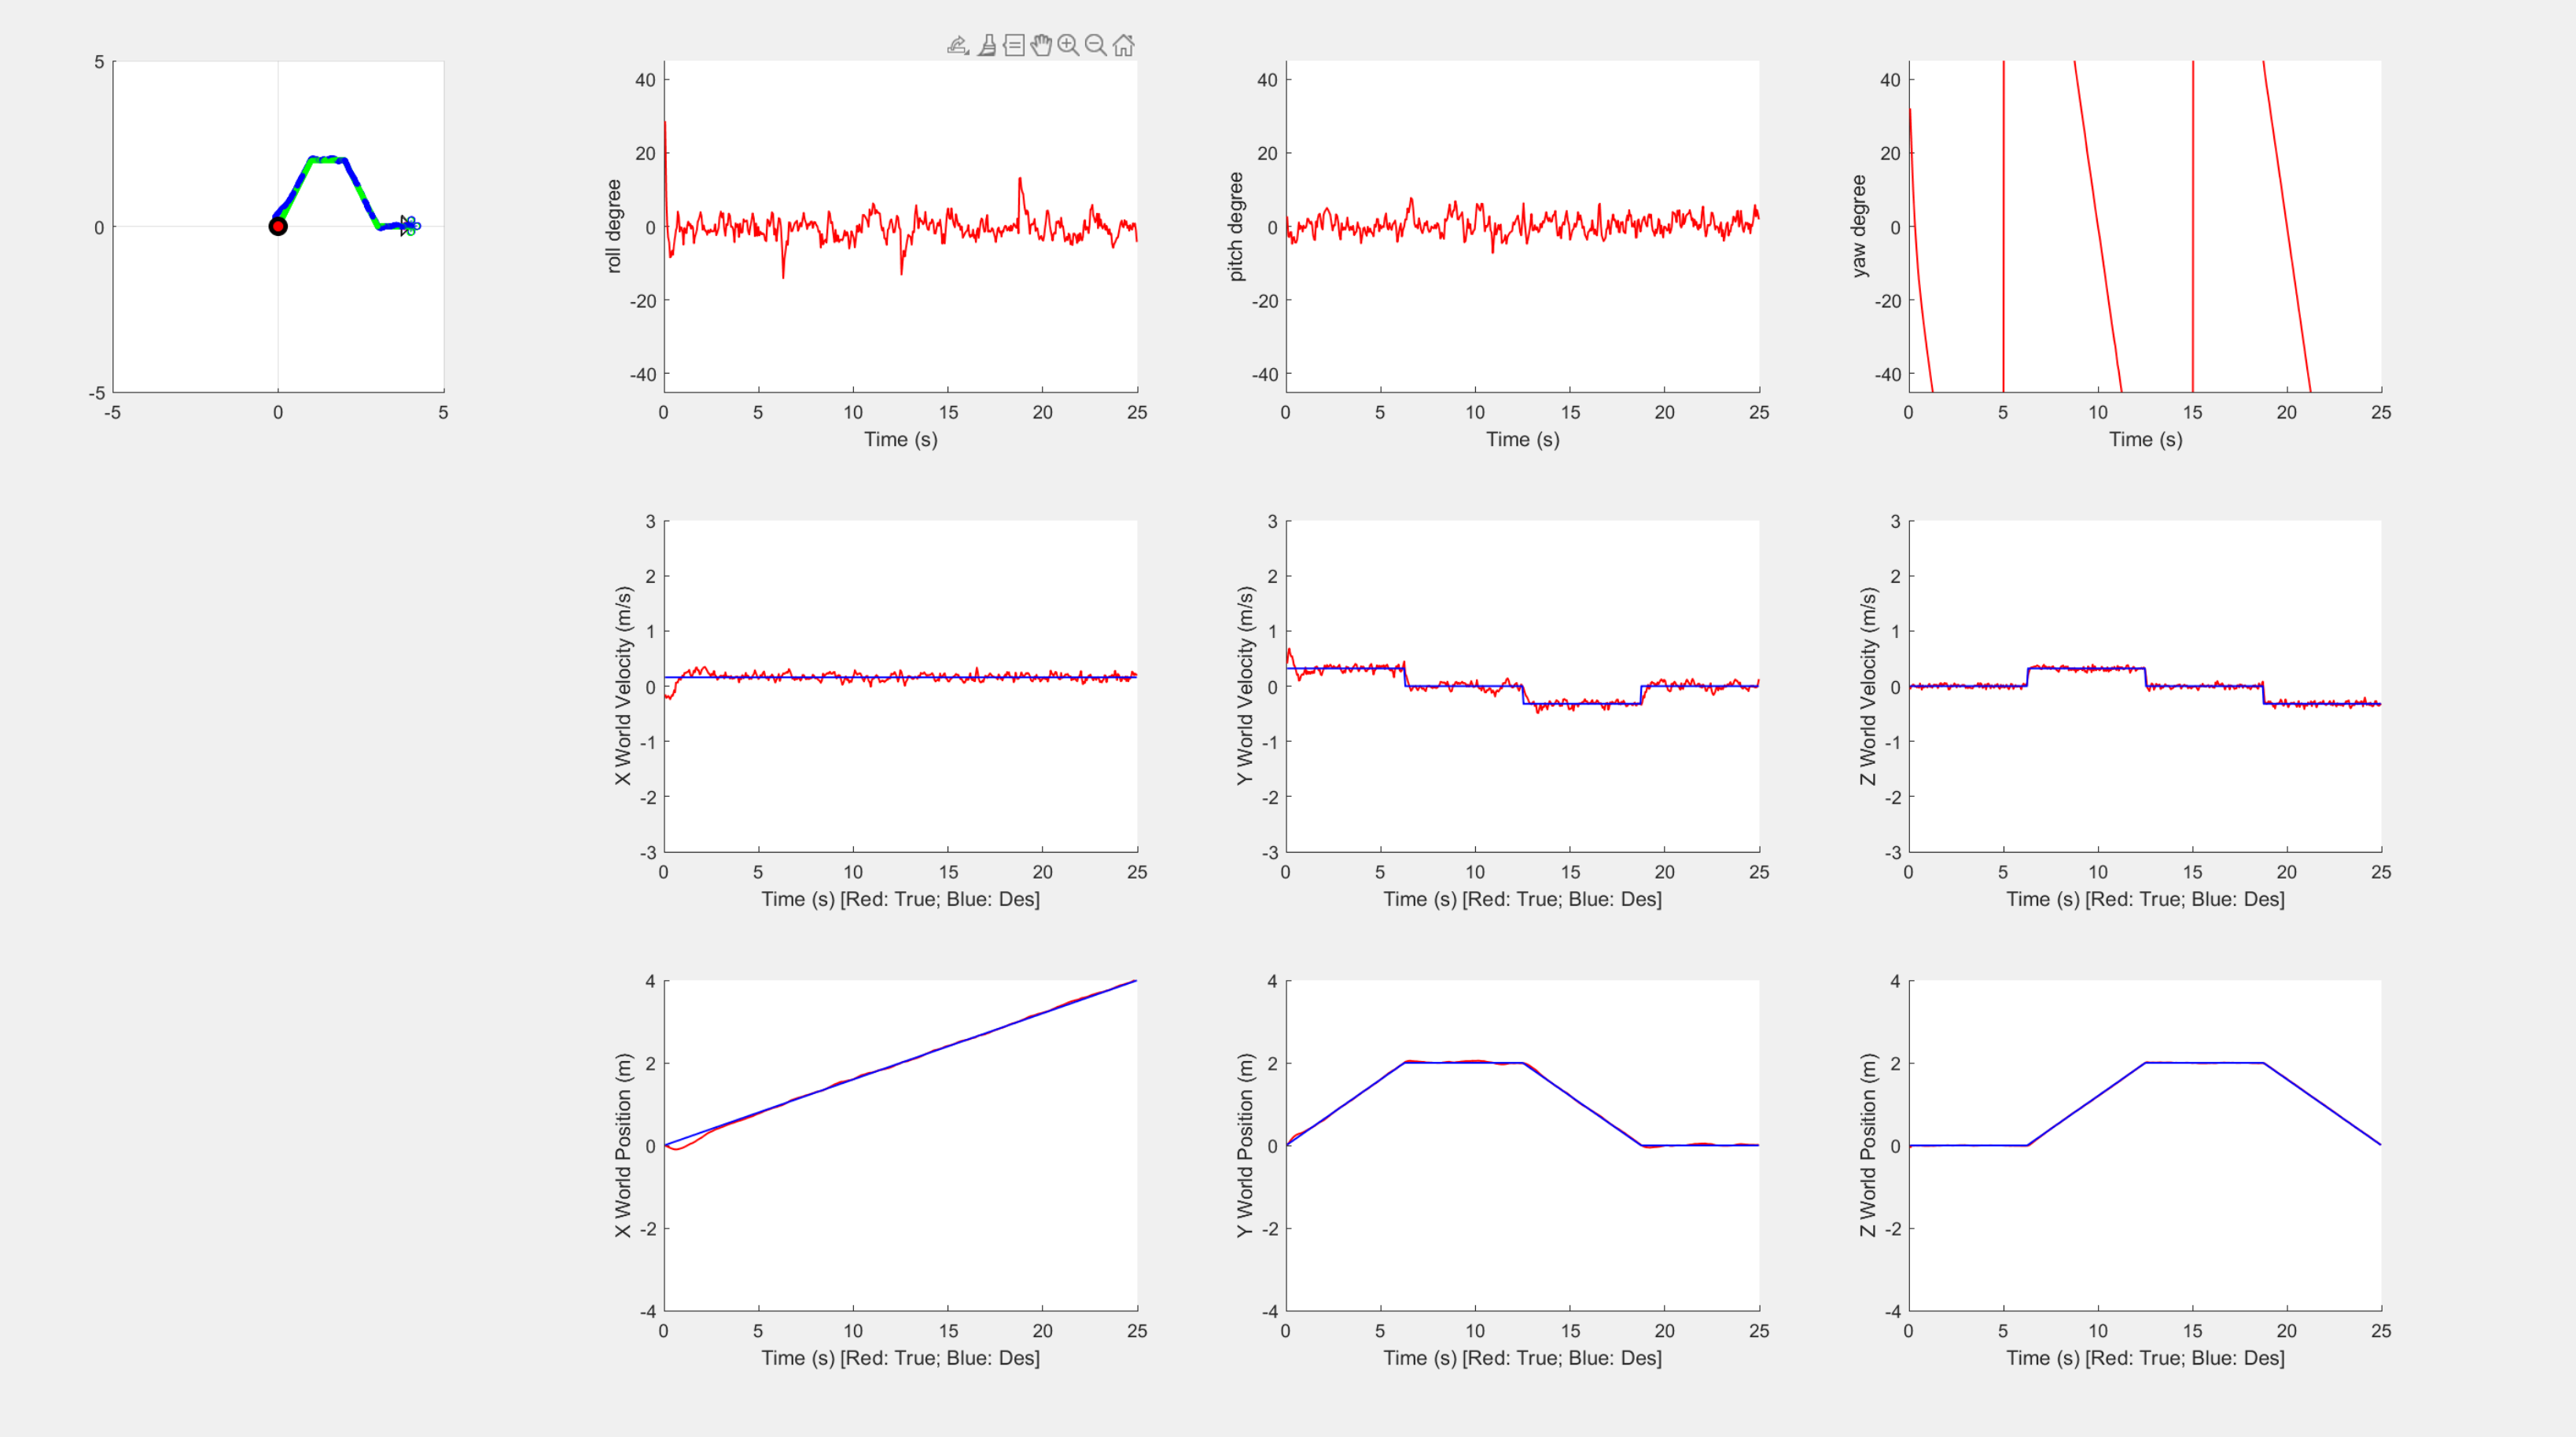 5
0
-5
-5 0 5
roll degree
40
20
0
-20
-40
0 5 10 15 20 25
Time (s)
pitch degree
40
20
0
-20
-40
0 5 10 15 20 25
Time (s)
yaw degree
40
20
0
-20
-40
0 5 10 15 20 25
Time (s)
X World Velocity (m/s)
3
2
1
0
-1
-2
-3
0 5 10 15 20 25
Time (s) [Red: True; Blue: Des]
Y World Velocity (m/s)
3
2
1
0
-1
-2
-3
0 5 10 15 20 25
Time (s) [Red: True; Blue: Des]
Z World Velocity (m/s)
3
2
1
0
-1
-2
-3
0 5 10 15 20 25
Time (s) [Red: True; Blue: Des]
X World Position (m)
4
2
0
-2
-4
0 5 10 15 20 25
Time (s) [Red: True; Blue: Des]
Y World Position (m)
4
2
0
-2
-4
0 5 10 15 20 25
Time (s) [Red: True; Blue: Des]
Z World Position (m)
4
2
0
-2
-4
0 5 10 15 20 25
Time (s) [Red: True; Blue: Des]